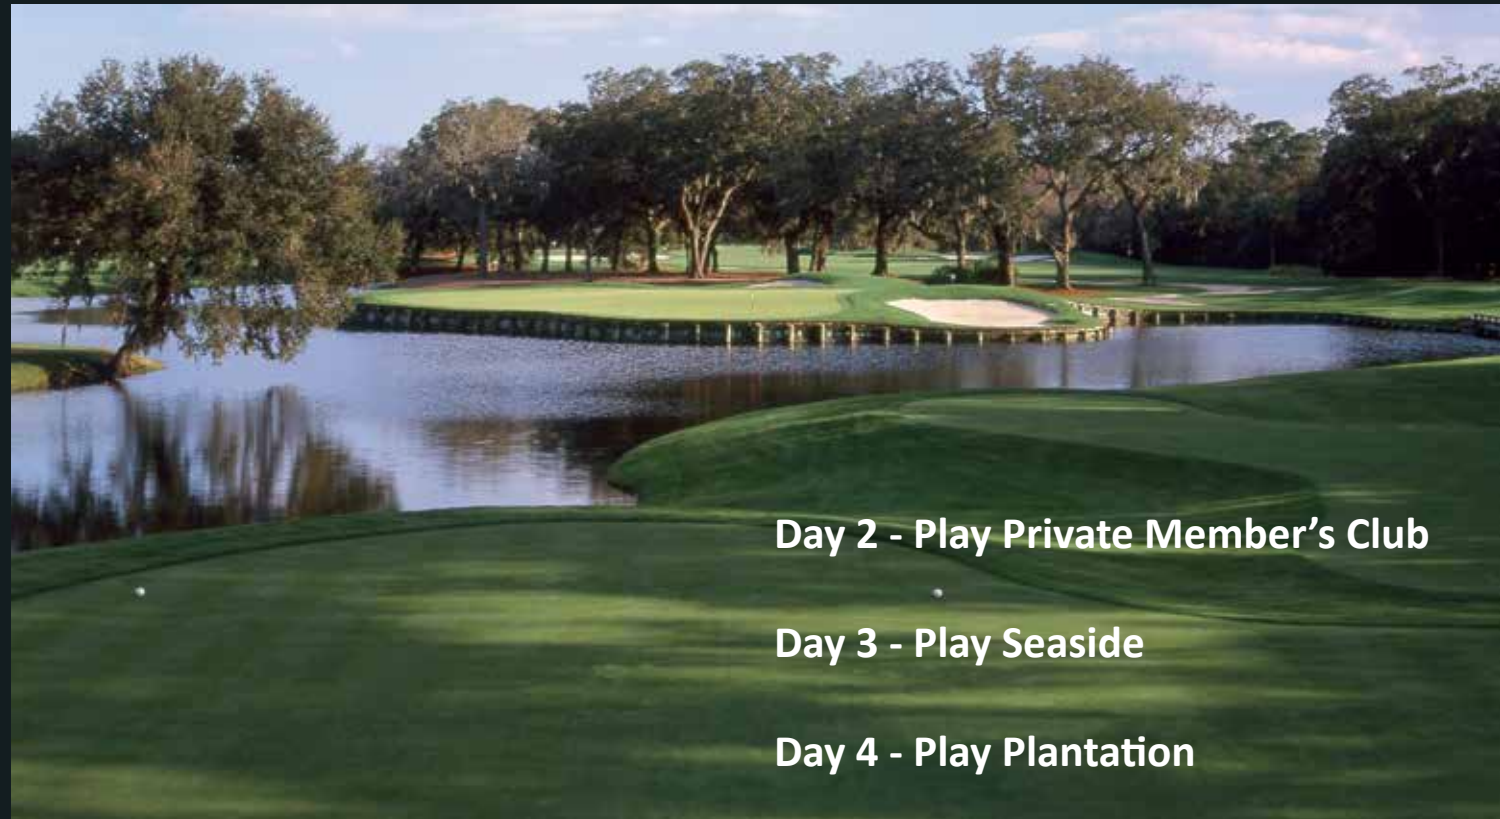 Day 2 - Play Private Member’s Club
Day 3 - Play Seaside
Day 4 - Play Plantation